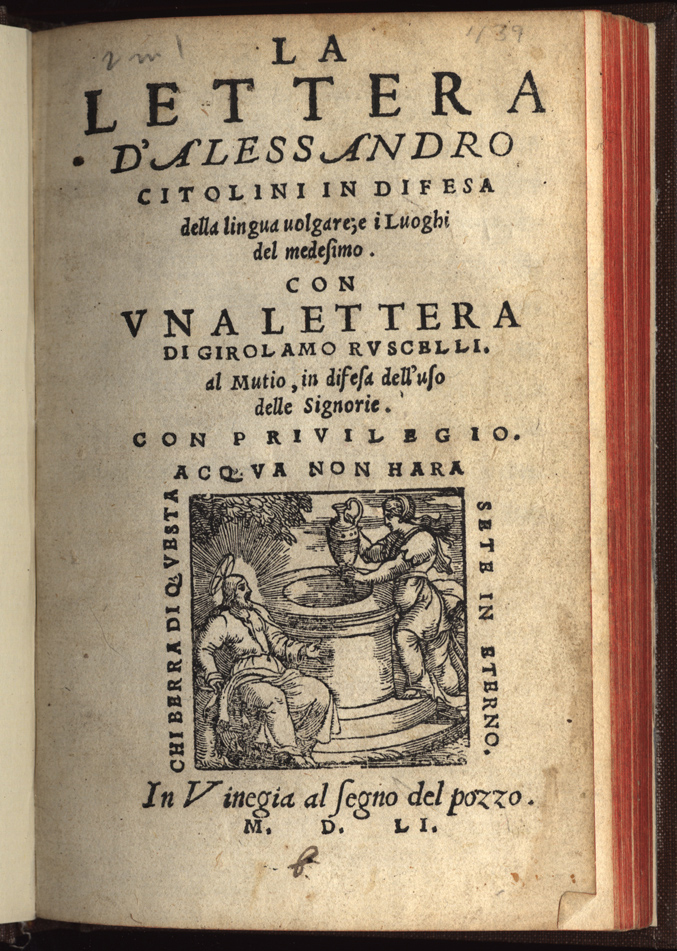 LA
LETTERA
D'ALESSANDRO
CITOLINI IN DIFESA
della lingua uolgare; e i Luoghi
del medeſimo.
CON
VNA LETTERA
DI GIROLAMO RVSCELLI.
al Mutio, in difeſa dell'uſo
delle Signorie.
CON PRIVILEGIO.
CHI BERRA DI QVESTA
ACQVA NON HARA
SETE IN ETERNO.
In Vinegia al ſegno del pozzo.
M. D. LI.